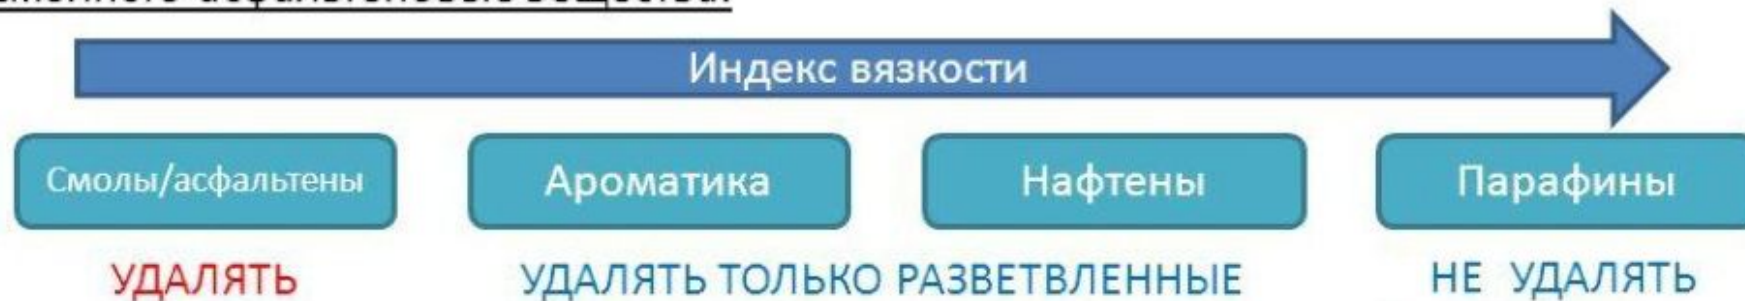 Индекс вязкости
Смолы/асфальтены Ароматика Нафтены Парафины
УДАЛЯТЬ УДАЛЯТЬ ТОЛЬКО РАЗВЕТВЛЕННЫЕ НЕ УДАЛЯТЬ